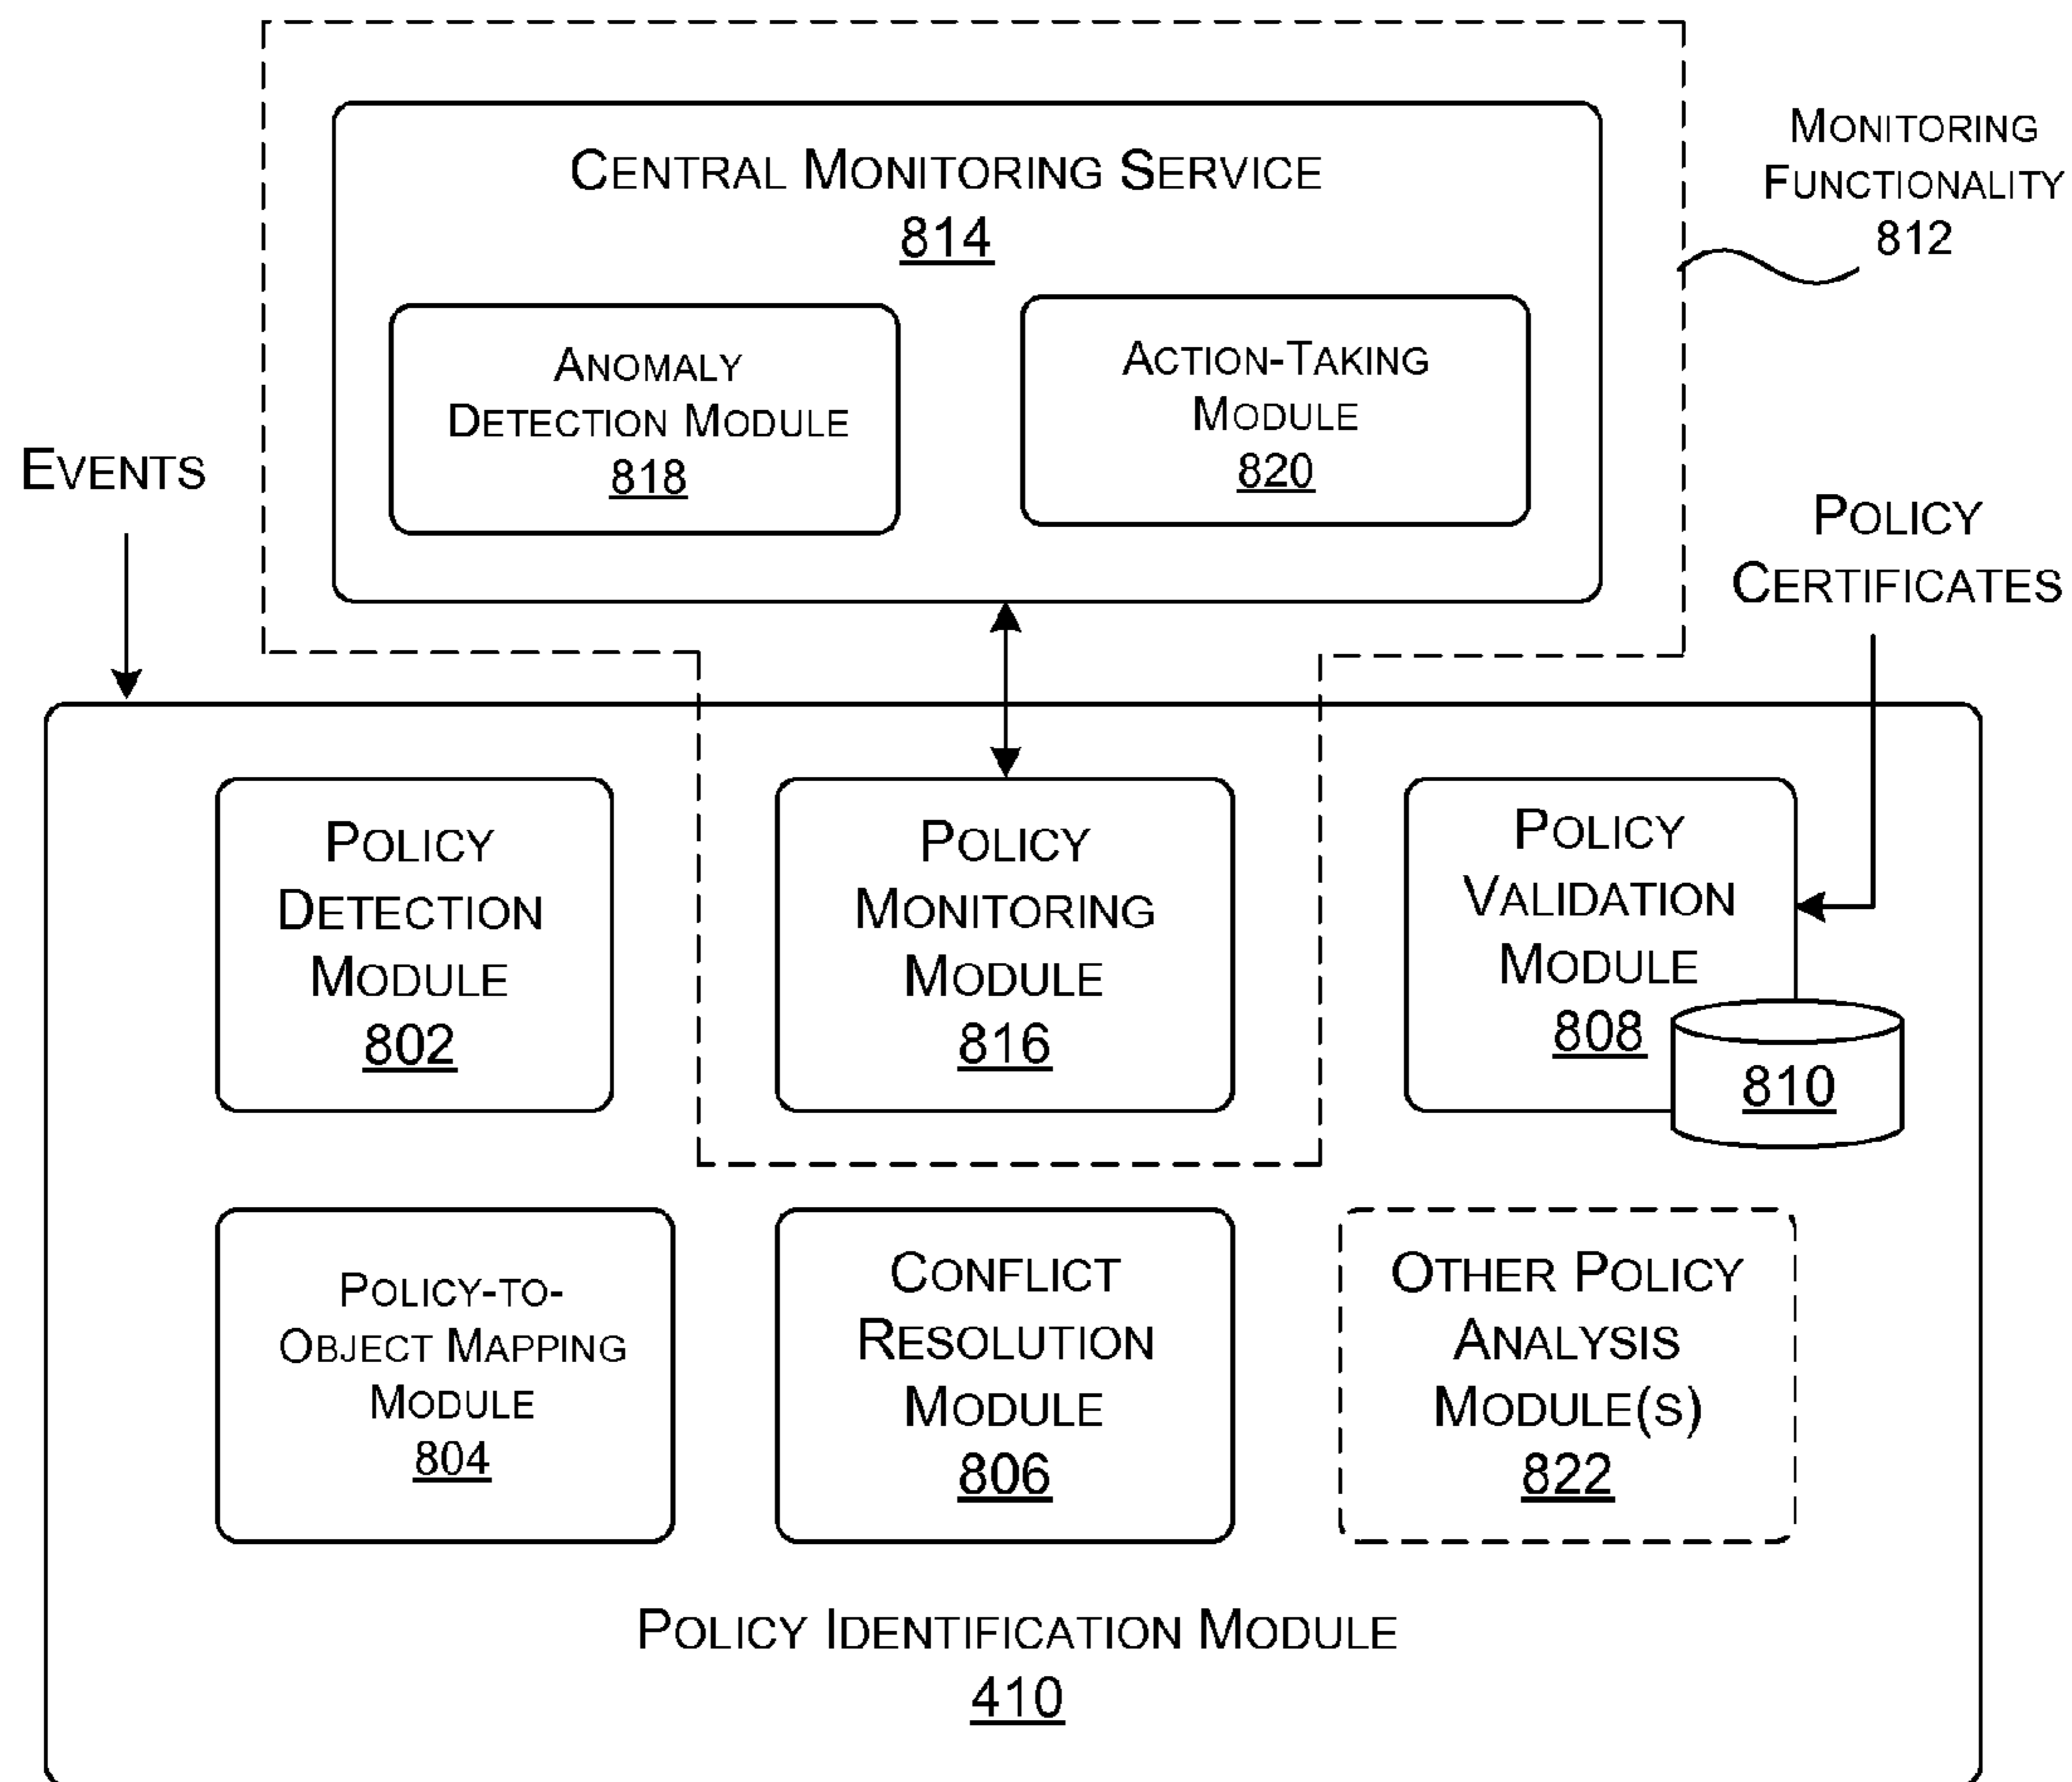 CENTRAL MONITORING SERVICE
814
MONITORING
FUNCTIONALITY
812
ANOMALY
DETECTION MODULE
818
ACTION-TAKING
MODULE
820
EVENTS
POLICY
CERTIFICATES
POLICY
DETECTION
MODULE
802
POLICY
MONITORING
MODULE
816
POLICY
VALIDATION
MODULE
808
810
POLICY-TO-
OBJECT MAPPING
MODULE
804
CONFLICT
RESOLUTION
MODULE
806
OTHER POLICY
ANALYSIS
MODULE(S)
822
POLICY IDENTIFICATION MODULE
410